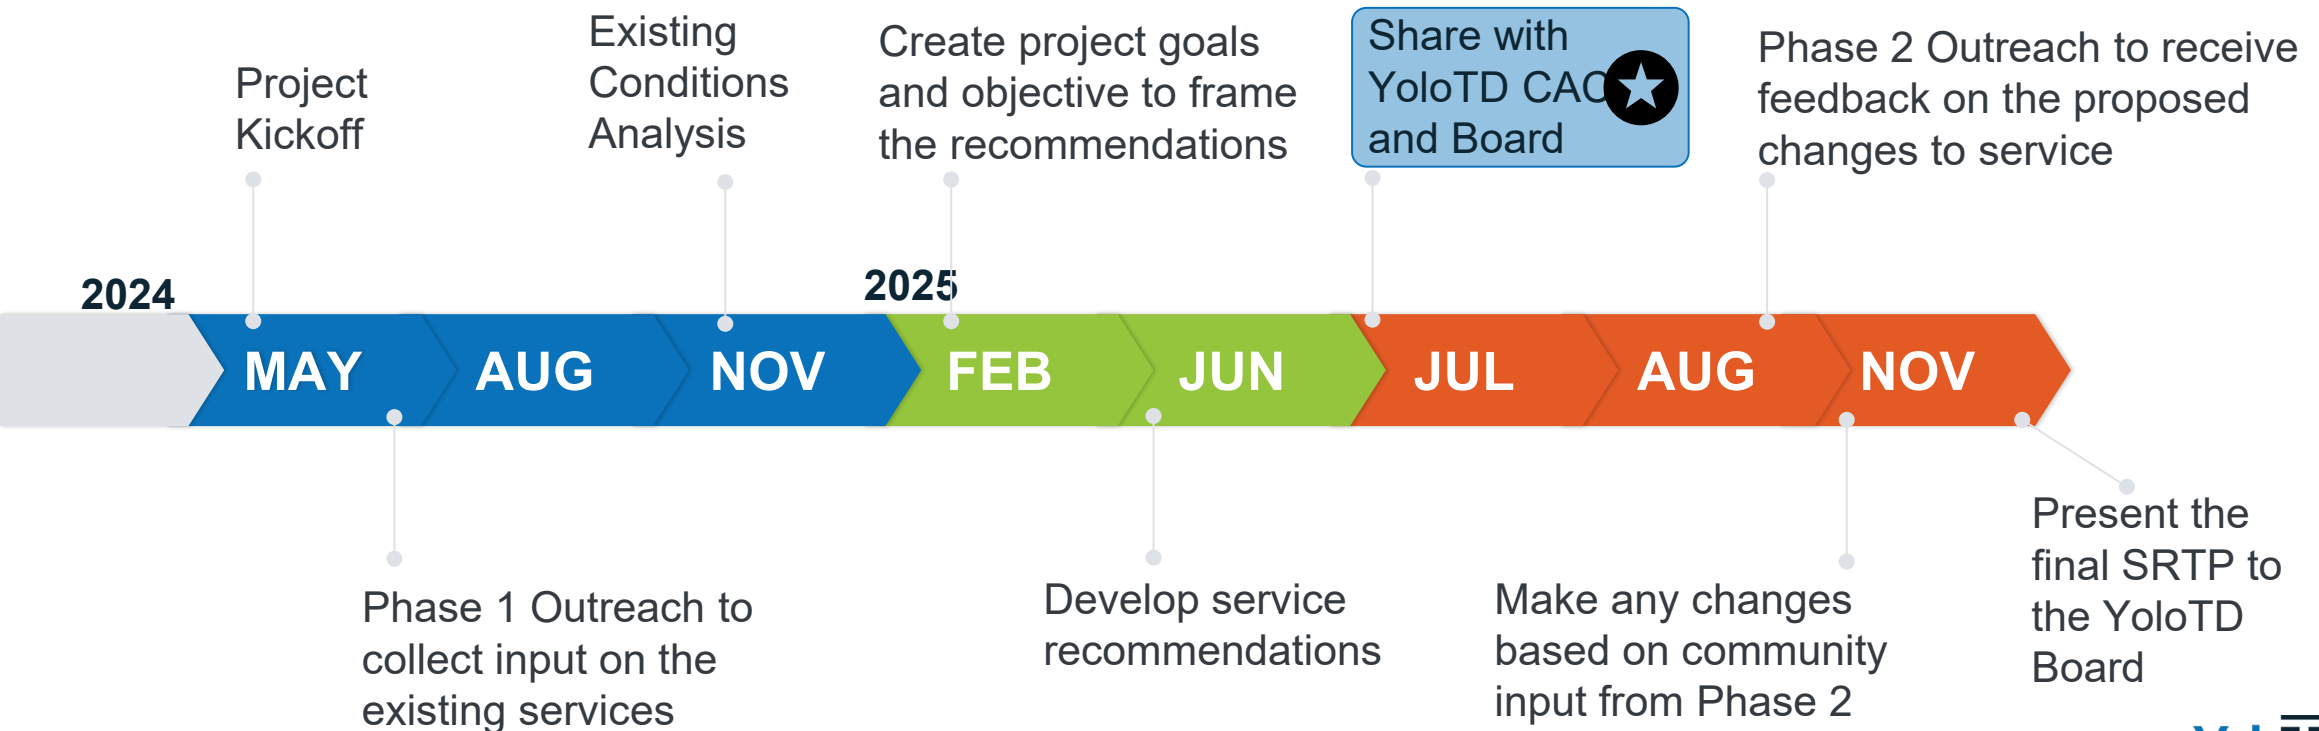 Project
Kickoff
Existing
Conditions
Analysis
Create project goals
and objective to frame
the recommendations
Share with
YoloTD CAC
and Board
Phase 2 Outreach to receive
feedback on the proposed
changes to service
2024
2025
MAY
AUG
NOV
FEB
JUN
JUL
AUG
NOV
Phase 1 Outreach to
collect input on the
existing services
Develop service
recommendations
Make any changes
based on community
input from Phase 2
Present the
final SRTP to
the YoloTD
Board